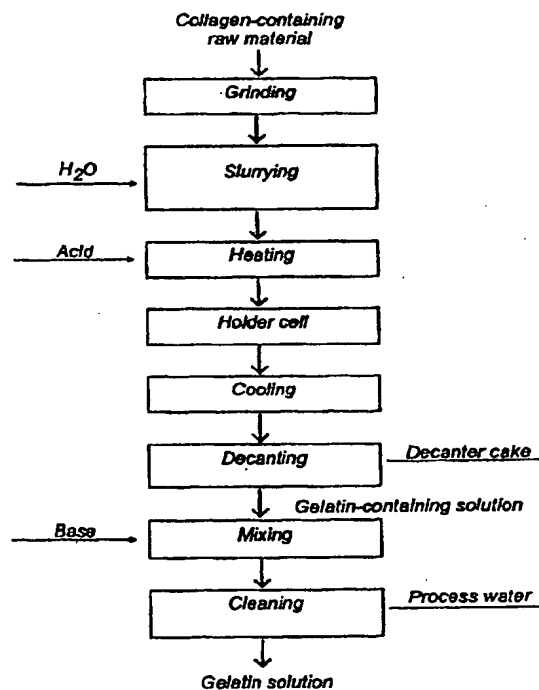 Collagen-containing
raw material
Grinding
H2O
Slurrying
Acid
Heating
Holder cell
Cooling
Decanting
Decanter cake
Gelatin-containing solution
Base
Mixing
Cleaning
Process water
Gelatin solution